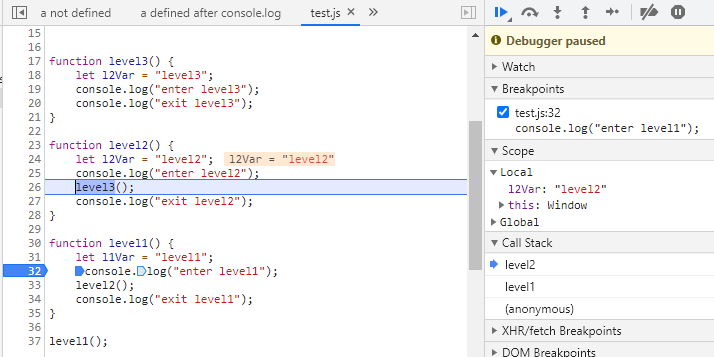 a not defined a defined after console.log test.js × »
15
16
17 function level3() {
18 let l2Var = "level3";
19 console.log("enter level3");
20 console.log("exit level3");
21 }
22
23 function level2() {
24 let l2Var = "level2"; l2Var = "level2"
25 console.log("enter level2");
26 level3();
27 console.log("exit level2");
28 }
29
30 function level1() {
31 let l1Var = "level1";
32 console.log("enter level1");
33 level2();
34 console.log("exit level1");
35 }
36
37 level1();
Debugger paused
Watch
Breakpoints
test.js:32
console.log("enter level1");
Scope
Local
l2Var: "level2"
this: Window
Global
Call Stack
level2
level1
(anonymous)
XHR/fetch Breakpoints
DOM Breakpoints